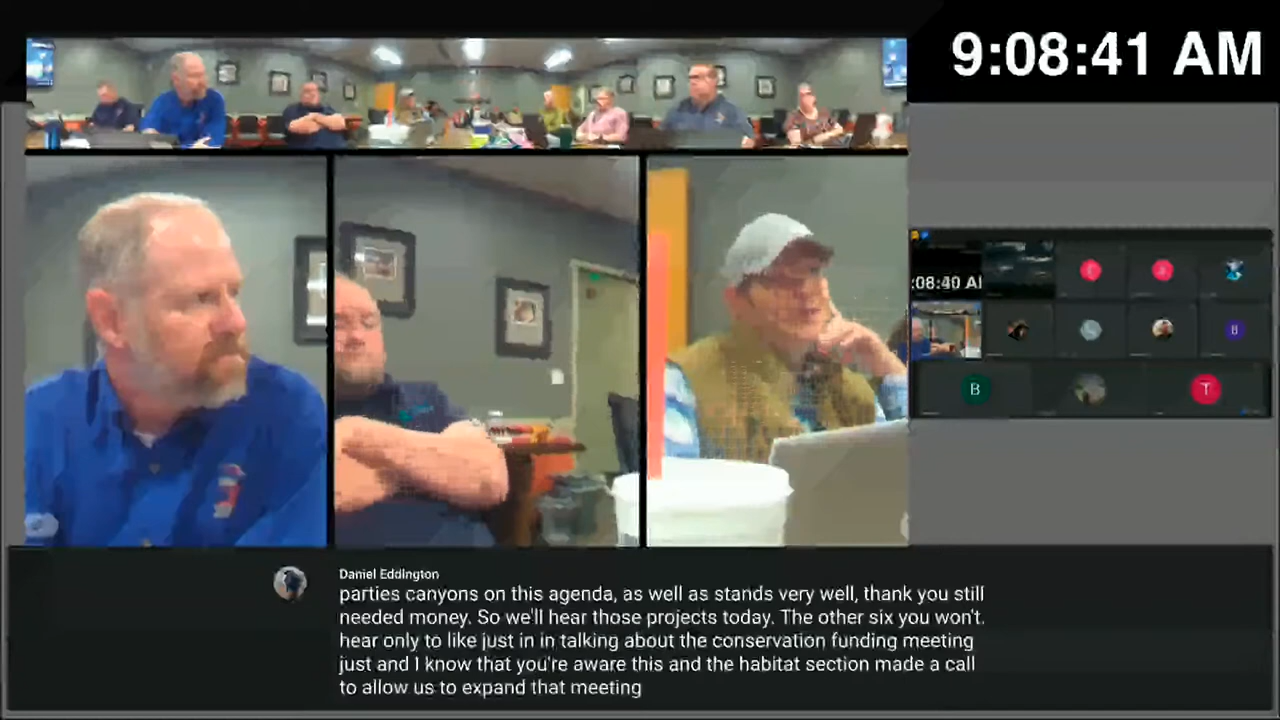 9:08:41 AM
:08:40 AM
B
B
T
Daniel Eddington
parties canyons on this agenda, as well as stands very well, thank you still
needed money. So we'll hear those projects today. The other six you won't.
hear only to like just in in talking about the conservation funding meeting
just and I know that you're aware this and the habitat section made a call
to allow us to expand that meeting